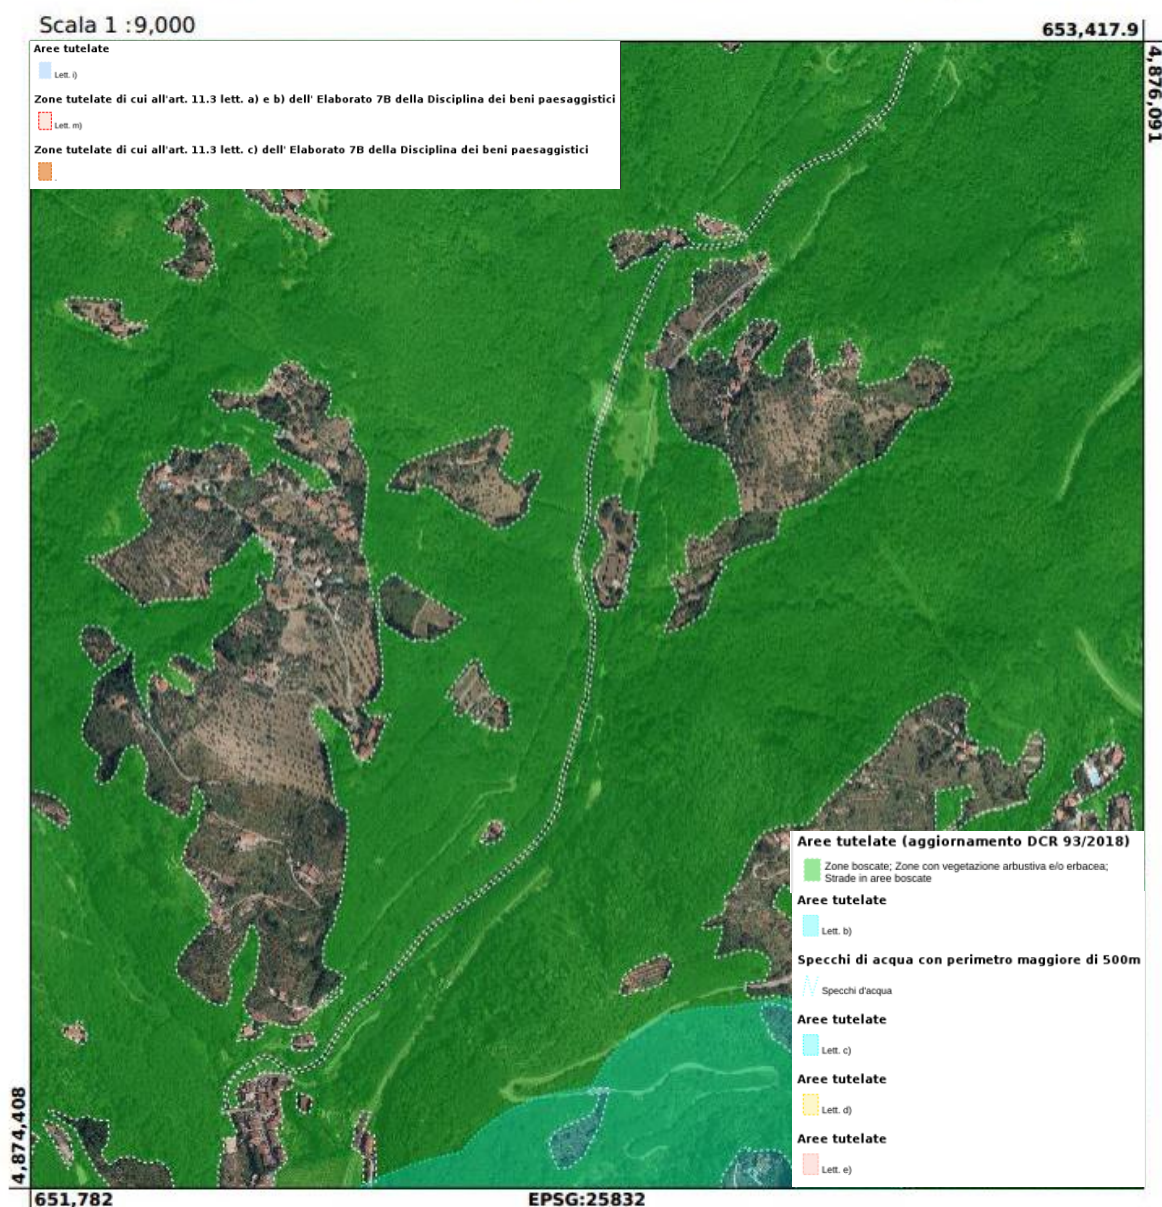 Scala 1 :9,000
653,417.9
4,876,091
Aree tutelate
Lett. i)
Zone tutelate di cui all'art. 11.3 lett. a) e b) dell' Elaborato 7B della Disciplina dei beni paesaggistici
Lett. m)
Zone tutelate di cui all'art. 11.3 lett. c) dell' Elaborato 7B della Disciplina dei beni paesaggistici
.
Aree tutelate (aggiornamento DCR 93/2018)
Zone boscate; Zone con vegetazione arbustiva e/o erbacea;
Strade in aree boscate
Aree tutelate
Lett. b)
Specchi di acqua con perimetro maggiore di 500m
Specchi d'acqua
Aree tutelate
Lett. c)
Aree tutelate
Lett. d)
Aree tutelate
Lett. e)
4,874,408
651,782
EPSG:25832